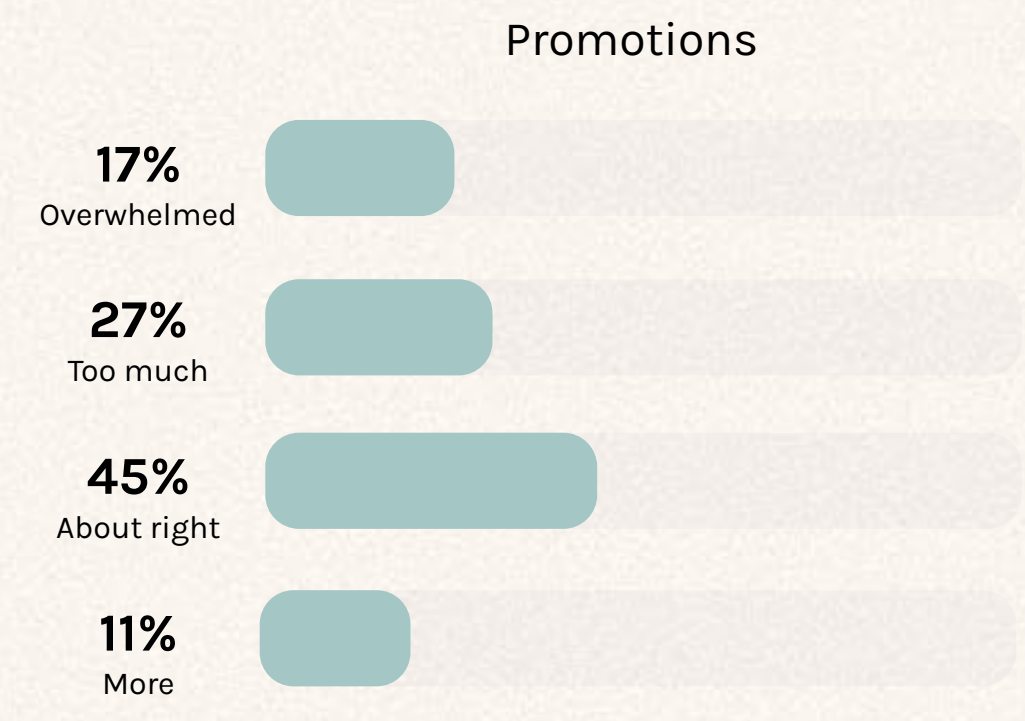 Promotions
17%
Overwhelmed
27%
Too much
45%
About right
11%
More